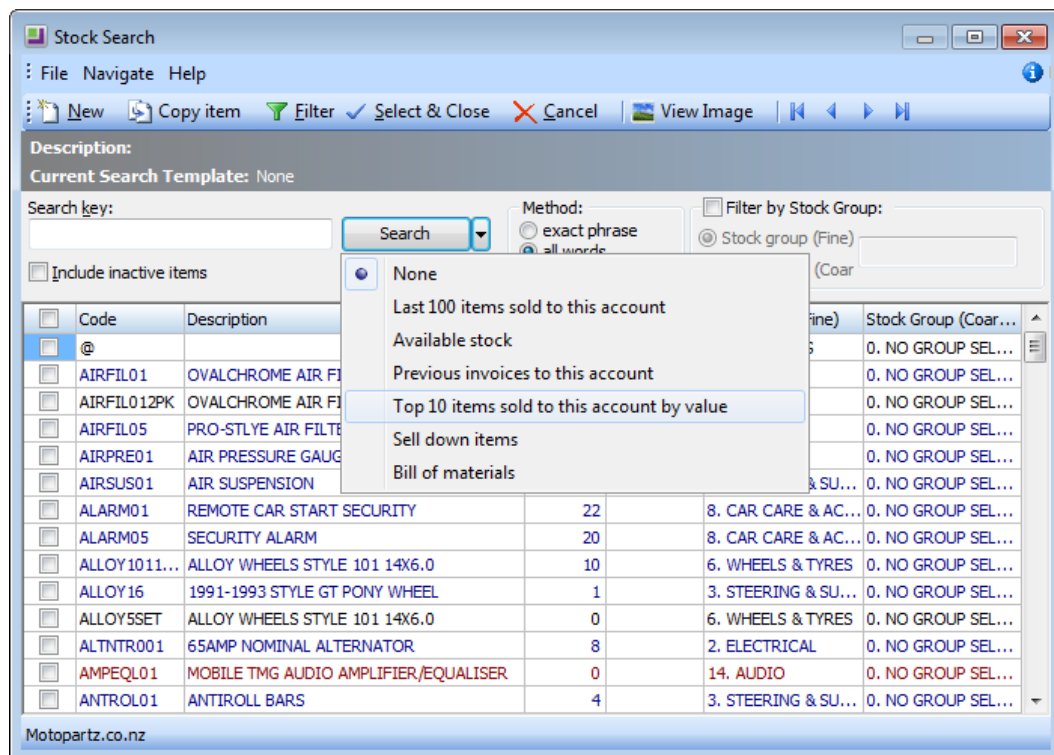 Stock Search
File Navigate Help
New Copy item Filter Select & Close Cancel View Image
Description:
Current Search Template: None
Search key: Method: Filter by Stock Group:
Search exact phrase Stock group (Fine)
all words
Include inactive items (Coar
None
Last 100 items sold to this account
Available stock
Previous invoices to this account
Top 10 items sold to this account by value
Sell down items
Bill of materials
Code Description Fine) Stock Group (Coar...
@ 0. NO GROUP SEL...
AIRFIL01 OVALCHROME AIR FI 0. NO GROUP SEL...
AIRFIL012PK OVALCHROME AIR FI 0. NO GROUP SEL...
AIRFIL05 PRO-STLYE AIR FILTE 0. NO GROUP SEL...
AIRPRE01 AIR PRESSURE GAUG 0. NO GROUP SEL...
AIRSUS01 AIR SUSPENSION & SU... 0. NO GROUP SEL...
ALARM01 REMOTE CAR START SECURITY 22 8. CAR CARE & AC... 0. NO GROUP SEL...
ALARM05 SECURITY ALARM 20 8. CAR CARE & AC... 0. NO GROUP SEL...
ALLOY1011... ALLOY WHEELS STYLE 101 14X6.0 10 6. WHEELS & TYRES 0. NO GROUP SEL...
ALLOY16 1991-1993 STYLE GT PONY WHEEL 1 3. STEERING & SU... 0. NO GROUP SEL...
ALLOY5SET ALLOY WHEELS STYLE 101 14X6.0 0 6. WHEELS & TYRES 0. NO GROUP SEL...
ALTNTR001 65AMP NOMINAL ALTERNATOR 8 2. ELECTRICAL 0. NO GROUP SEL...
AMPEQL01 MOBILE TMG AUDIO AMPLIFIER/EQUALISER 0 14. AUDIO 0. NO GROUP SEL...
ANTROL01 ANTIROLL BARS 4 3. STEERING & SU... 0. NO GROUP SEL...
Motopartz.co.nz